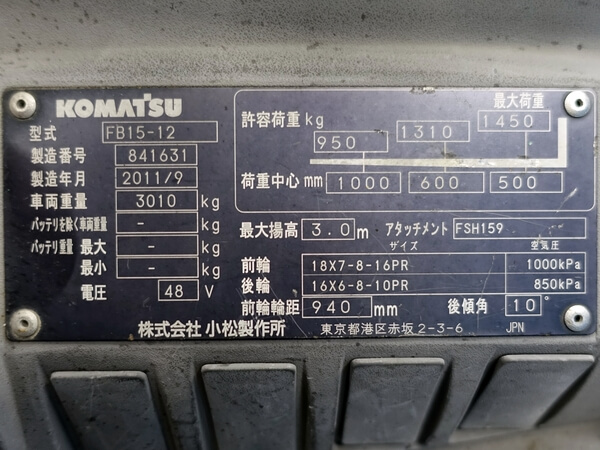 KOMATSU
型式 FB15-12
製造番号 841631
製造年月 2011/9
車両重量 3010 kg
バッテリを除く車両重量 - kg
バッテリ重量 最大 - kg
最小 - kg
電圧 48 V
最大荷重
許容荷重 kg 950 1310 1450
荷重中心 mm 1000 600 500
最大揚高 3.0 m アタッチメント FSH159
サイズ 空気圧
前輪 18X7-8-16PR 1000kPa
後輪 16X6-8-10PR 850kPa
前輪輪距 940 mm 後傾角 10°
株式会社 小松製作所 東京都港区赤坂 2-3-6 JPN